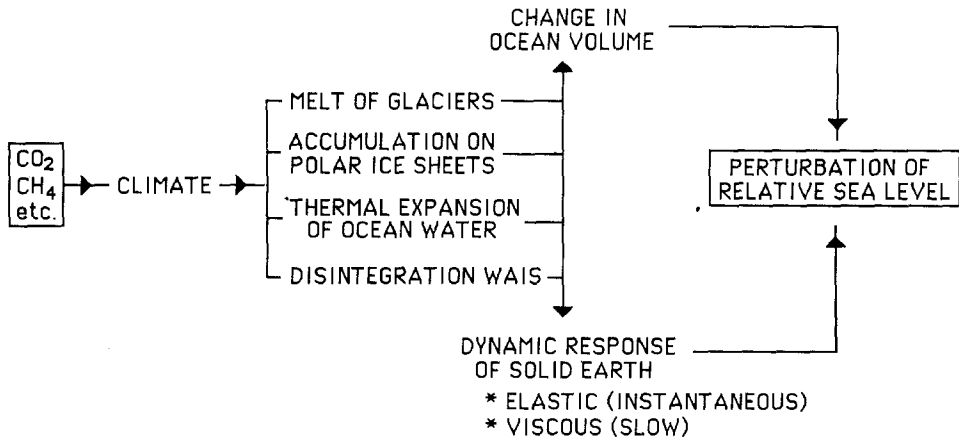 CHANGE IN
OCEAN VOLUME
MELT OF GLACIERS
ACCUMULATION ON
POLAR ICE SHEETS
CO₂
CH₄
etc.
CLIMATE
THERMAL EXPANSION
OF OCEAN WATER
DISINTEGRATION WAIS
PERTURBATION OF
RELATIVE SEA LEVEL
DYNAMIC RESPONSE
OF SOLID EARTH
* ELASTIC (INSTANTANEOUS)
* VISCOUS (SLOW)